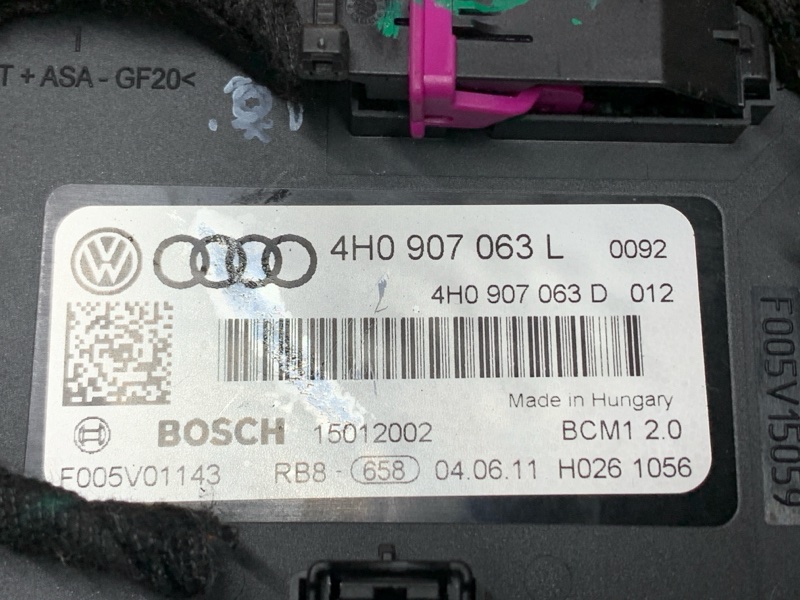 T + ASA - GF20<
4H0 907 063 L 0092
4H0 907 063 D 012
Made in Hungary
BOSCH 15012002 BCM1 2.0
F005V01143 RB8 - 658 04.06.11 H026 1056
F005V15059